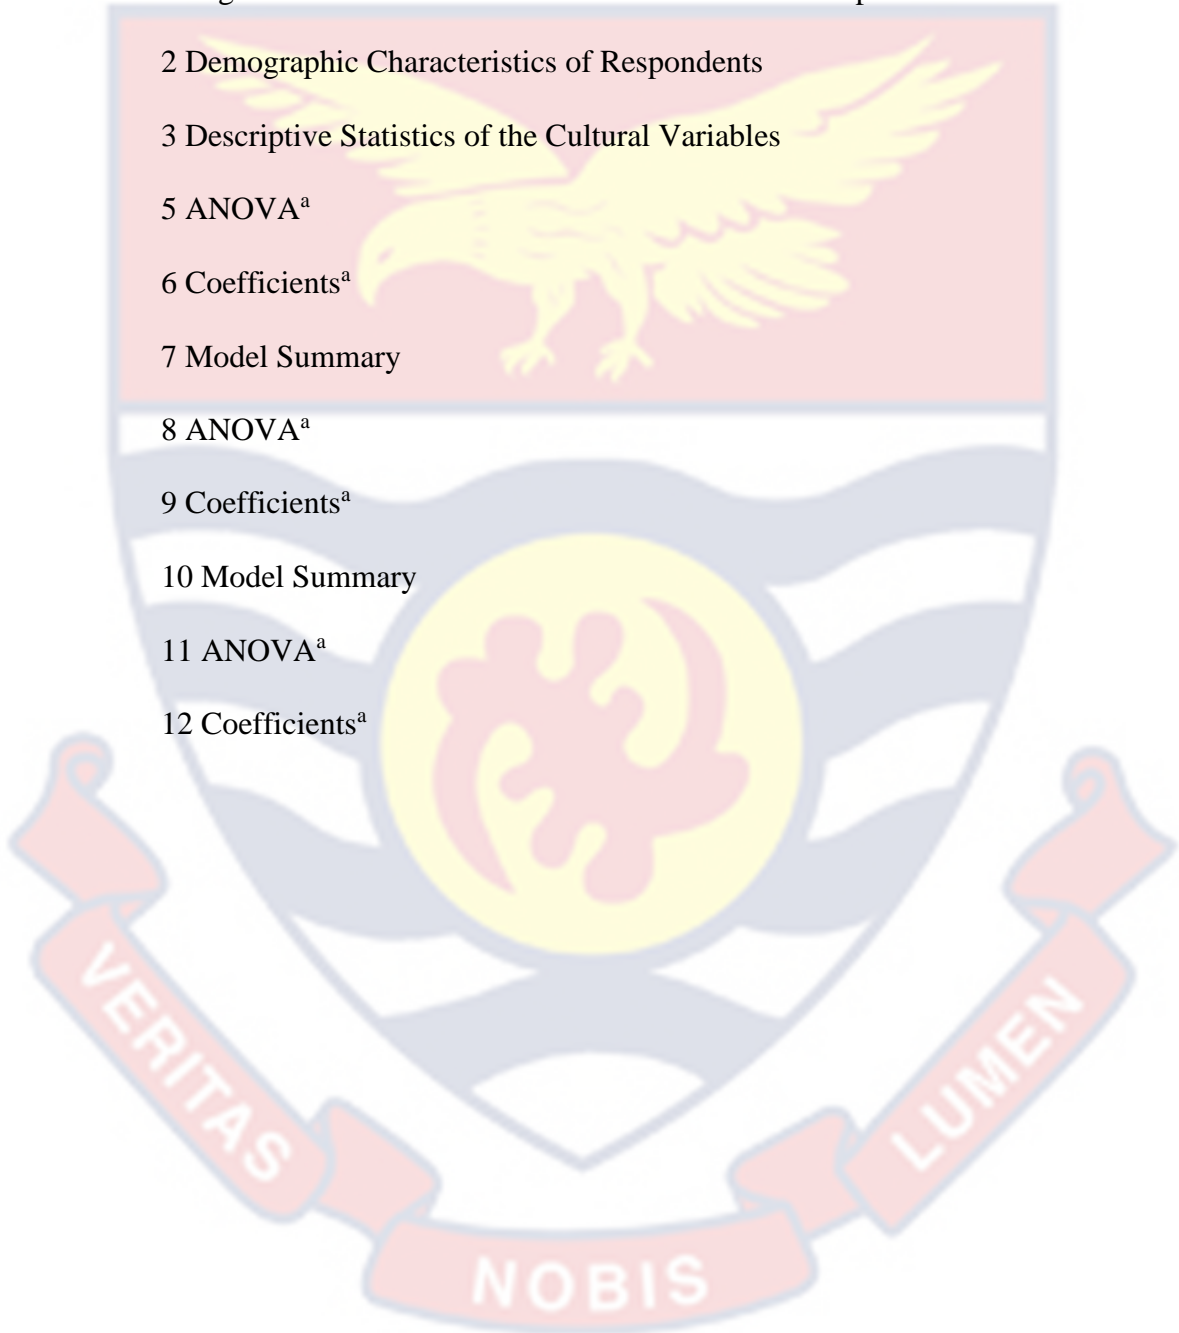 2 Demographic Characteristics of Respondents
3 Descriptive Statistics of the Cultural Variables
5 ANOVAᵃ
6 Coefficientsᵃ
7 Model Summary
8 ANOVAᵃ
9 Coefficientsᵃ
10 Model Summary
11 ANOVAᵃ
12 Coefficientsᵃ
VERITAS
NOBIS
LUMEN